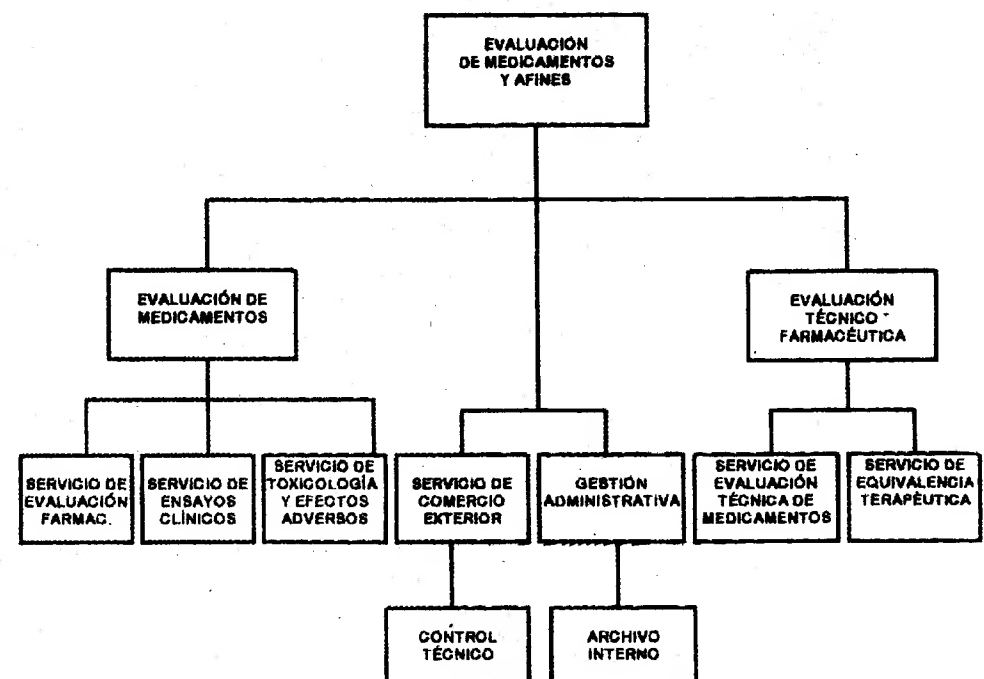 EVALUACIÓN
DE MEDICAMENTOS
Y AFINES
EVALUACIÓN DE
MEDICAMENTOS
EVALUACIÓN
TÉCNICO -
FARMACÉUTICA
SERVICIO DE
EVALUACIÓN
FARMAC.
SERVICIO DE
ENSAYOS
CLÍNICOS
SERVICIO DE
TOXICOLOGÍA
Y EFECTOS
ADVERSOS
SERVICIO DE
COMERCIO
EXTERIOR
GESTIÓN
ADMINISTRATIVA
SERVICIO DE
EVALUACIÓN
TÉCNICA DE
MEDICAMENTOS
SERVICIO DE
EQUIVALENCIA
TERAPÉUTICA
CONTROL
TÉCNICO
ARCHIVO
INTERNO